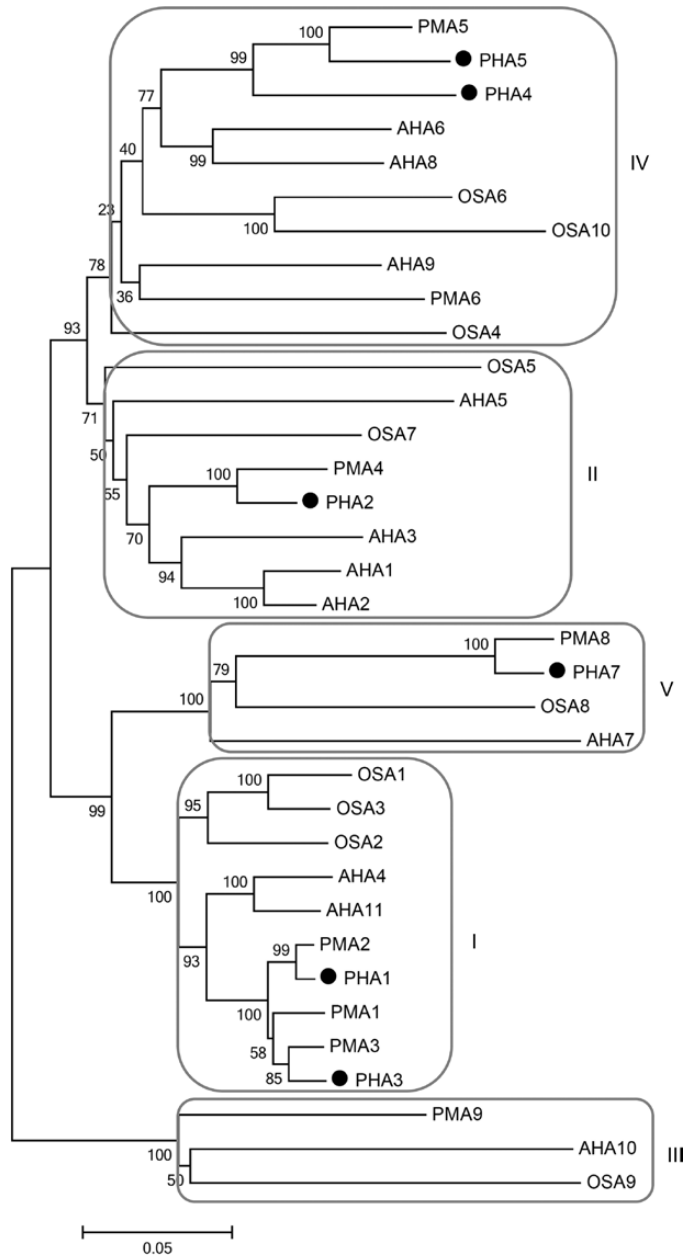 PMA5
100
PHA5
99
PHA4
77
AHA6
99
AHA8
IV
40
OSA6
100
OSA10
23
AHA9
36
PMA6
78
OSA4
93
OSA5
71
AHA5
50
OSA7
55
PMA4
100
PHA2
II
70
AHA3
94
AHA1
100
AHA2
PMA8
100
PHA7
79
V
100
OSA8
AHA7
99
OSA1
100
OSA3
95
OSA2
100
AHA4
100
AHA11
93
I
PMA2
99
PHA1
100
PMA1
58
PMA3
85
PHA3
PMA9
100
AHA10
III
50
OSA9
0.05